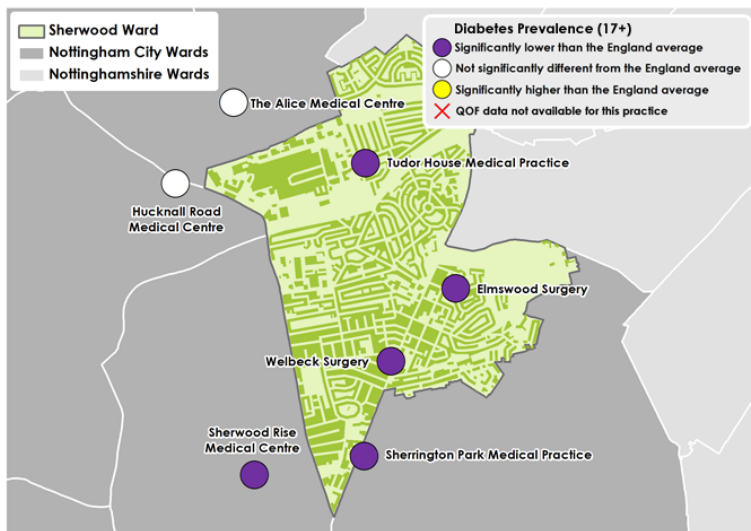 Sherwood Ward
Nottingham City Wards
Nottinghamshire Wards
Diabetes Prevalence (17+)
Significantly lower than the England average
Not significantly different from the England average
Significantly higher than the England average
QOF data not available for this practice
The Alice Medical Centre
Tudor House Medical Practice
Hucknall Road
Medical Centre
Elmswood Surgery
Welbeck Surgery
Sherwood Rise
Medical Centre
Sherrington Park Medical Practice